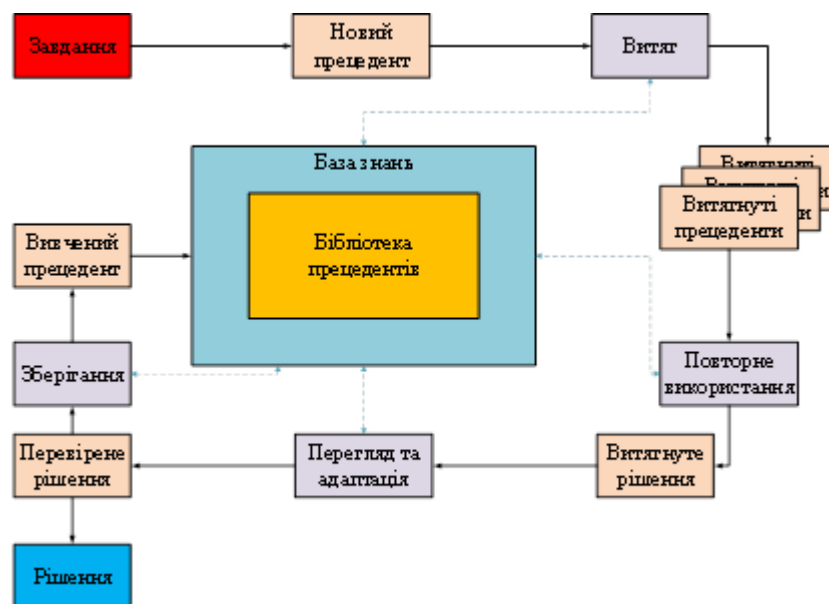 Завдання
Новий
прецедент
Витяг
Витягнуті
Витягнуті
прецеденти
База знань
Бібліотека
прецедентів
Вивчений
прецедент
Зберігання
Повторне
використання
Перевірене
рішення
Перегляд та
адаптація
Витягнуте
рішення
Рішення